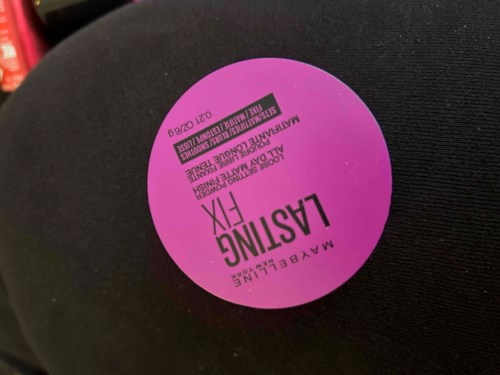 MAYBELLINE
NEW YORK
LASTING
FIX
LOOSE SETTING POWDER
ALL DAY MATTE FINISH
POUDRE LIBRE FIXANTE
MATIFIANTE LONGUE TENUE
SETS/MATTIFIES/BLURS/SMOOTHES
FIXE/MATIFIE/ESTOMPE/LISSE
0.21 OZ/6 g